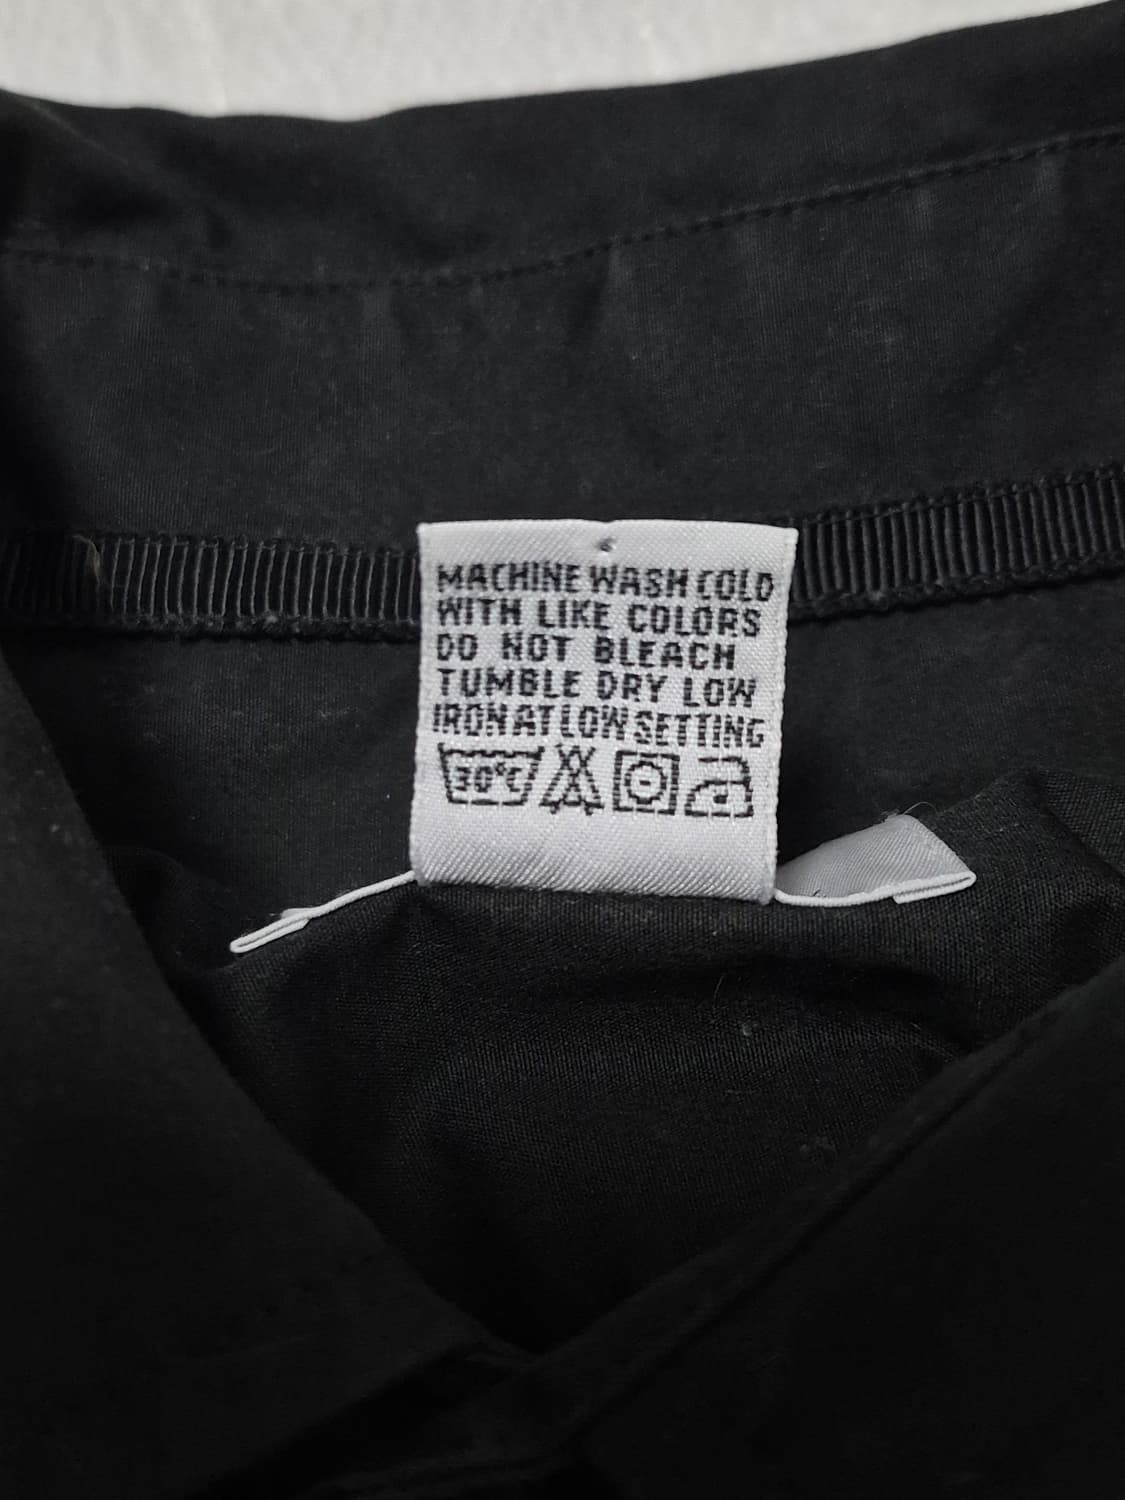 MACHINE WASH COLD
WITH LIKE COLORS
DO NOT BLEACH
TUMBLE DRY LOW
IRON AT LOW SETTING
30°C